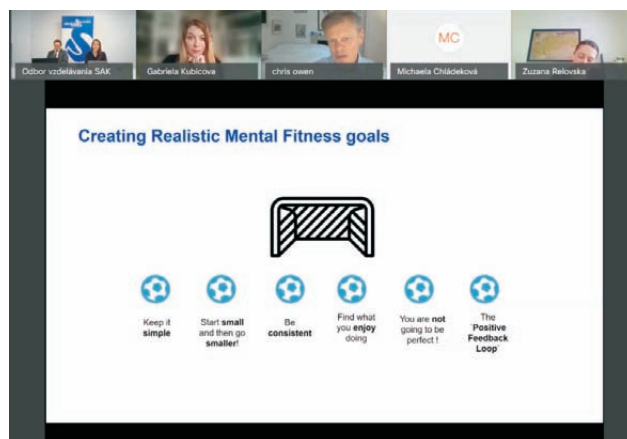 MC
Odbor vzdelávania SAK
Gabriela Kubicova
chris owen
Michaela Chládeková
Zuzana Relovska
Creating Realistic Mental Fitness goals
Keep it
simple
Start small
and then go
smaller!
Be
consistent
Find what
you enjoy
doing
You are not
going to be
perfect !
The
'Positive
Feedback
Loop'